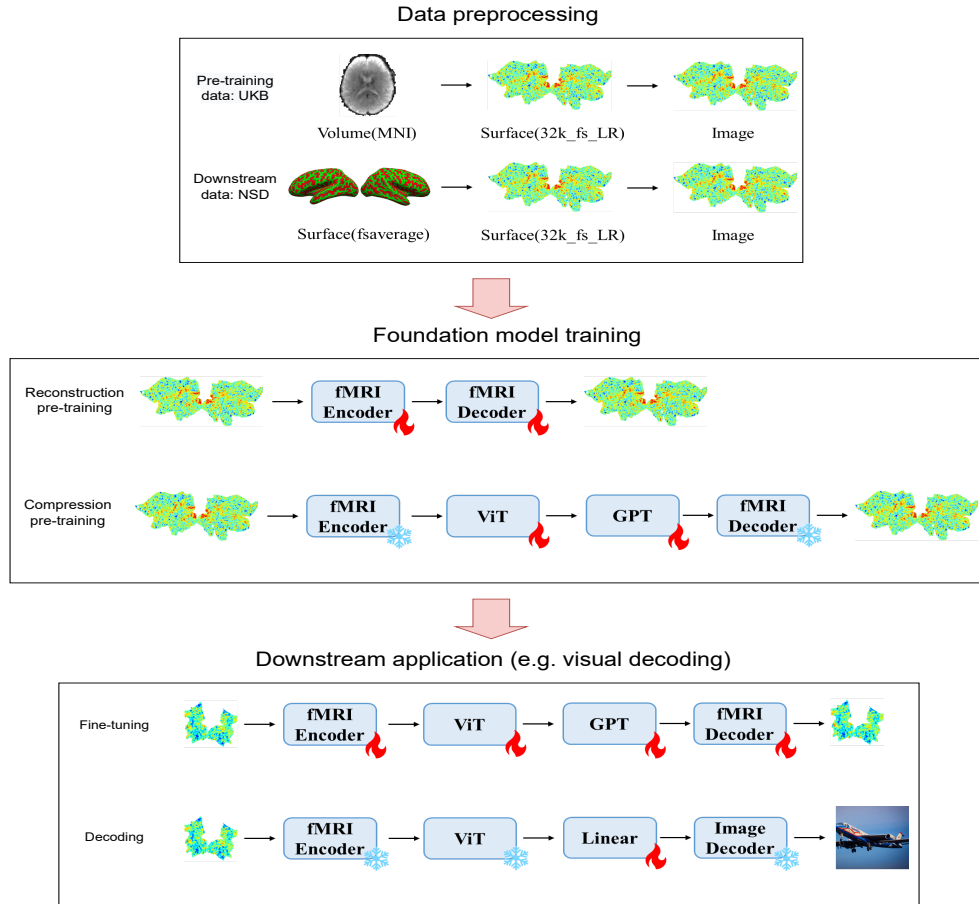 Data preprocessing
Pre-training
data: UKB
Volume(MNI)
Surface(32k_fs_LR)
Image
Downstream
data: NSD
Surface(fsaverage)
Surface(32k_fs_LR)
Image
Foundation model training
Reconstruction
pre-training
fMRI
Encoder
fMRI
Decoder
Compression
pre-training
fMRI
Encoder
ViT
GPT
fMRI
Decoder
Downstream application (e.g. visual decoding)
Fine-tuning
fMRI
Encoder
ViT
GPT
fMRI
Decoder
Decoding
fMRI
Encoder
ViT
Linear
Image
Decoder